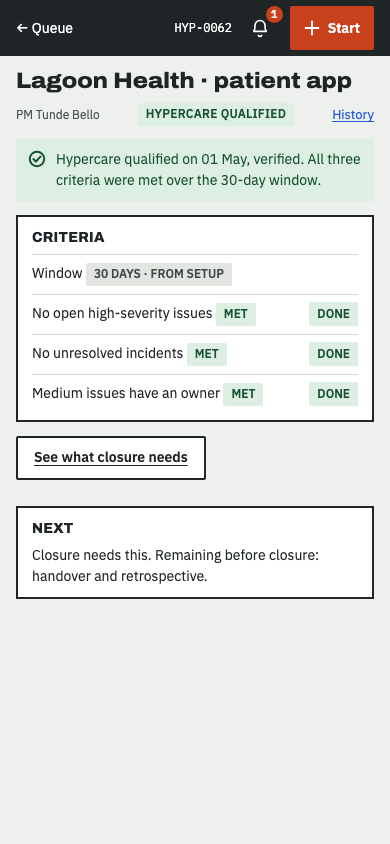 ← Queue HYP-0062 1 + Start
Lagoon Health · patient app
PM Tunde Bello HYPERCARE QUALIFIED History
Hypercare qualified on 01 May, verified. All three
criteria were met over the 30-day window.
CRITERIA
Window 30 DAYS · FROM SETUP
No open high-severity issues MET DONE
No unresolved incidents MET DONE
Medium issues have an owner MET DONE
See what closure needs
NEXT
Closure needs this. Remaining before closure:
handover and retrospective.